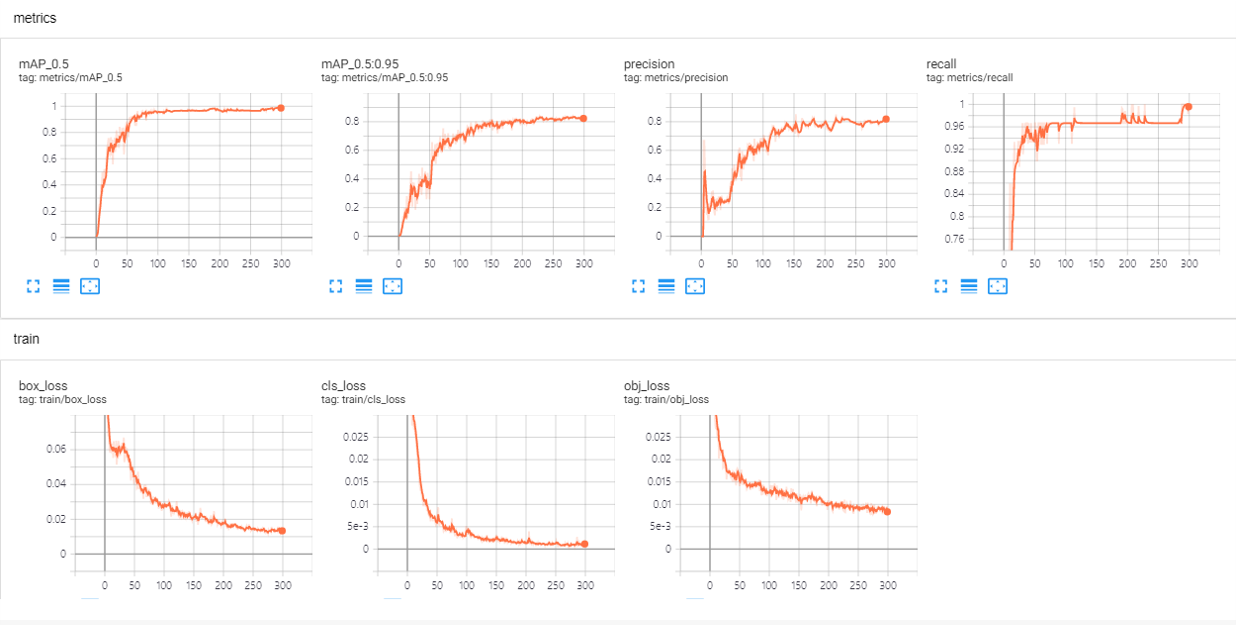 metrics
mAP_0.5
tag: metrics/mAP_0.5
1
0.8
0.6
0.4
0.2
0
0 50 100 150 200 250 300
mAP_0.5:0.95
tag: metrics/mAP_0.5:0.95
0.8
0.6
0.4
0.2
0
0 50 100 150 200 250 300
precision
tag: metrics/precision
0.8
0.6
0.4
0.2
0
0 50 100 150 200 250 300
recall
tag: metrics/recall
1
0.96
0.92
0.88
0.84
0.8
0.76
0 50 100 150 200 250 300
train
box_loss
tag: train/box_loss
0.06
0.04
0.02
0
0 50 100 150 200 250 300
cls_loss
tag: train/cls_loss
0.025
0.02
0.015
0.01
5e-3
0
0 50 100 150 200 250 300
obj_loss
tag: train/obj_loss
0.025
0.02
0.015
0.01
5e-3
0
0 50 100 150 200 250 300